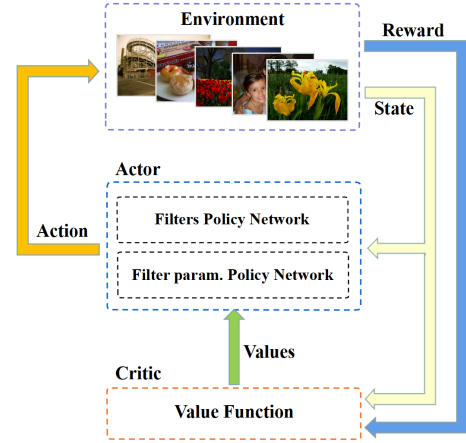 Environment
Reward
State
Actor
Filters Policy Network
Action
Filter param. Policy Network
Values
Critic
Value Function